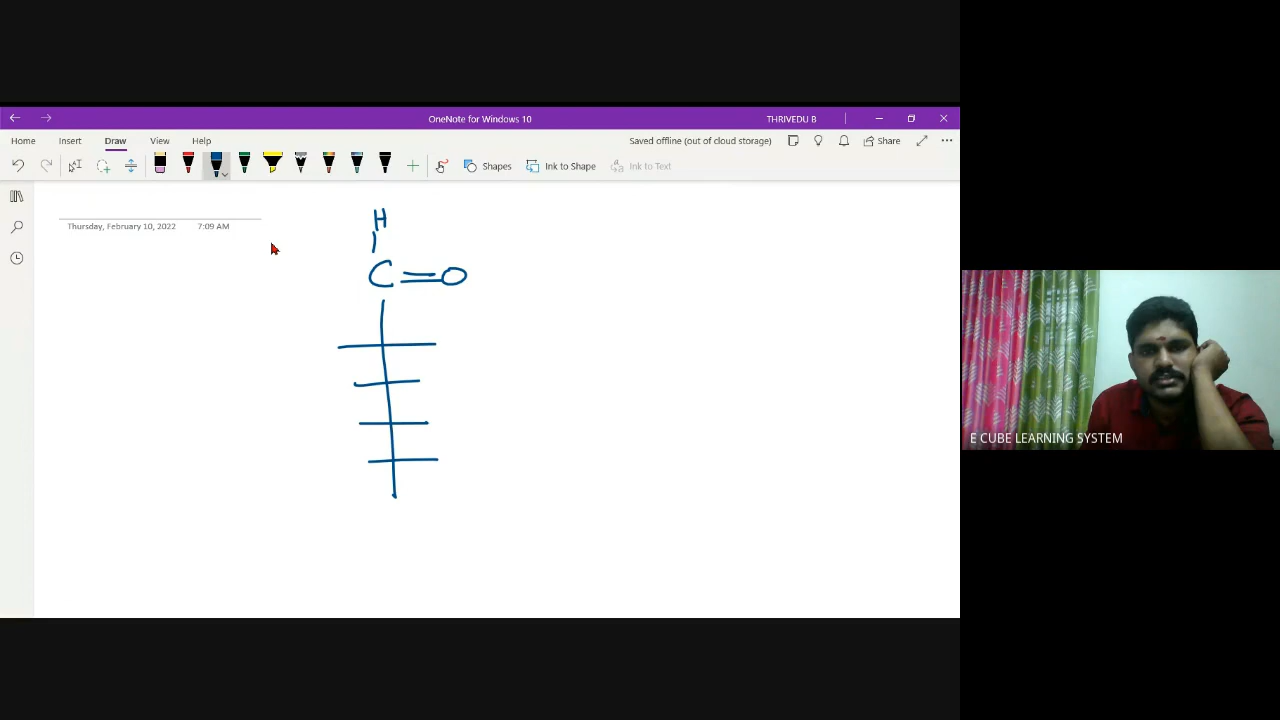 OneNote for Windows 10
THRIVEDU B
Home Insert Draw View Help
Saved offline (out of cloud storage)
Share
Shapes
Ink to Shape
Ink to Text
Thursday, February 10, 2022 7:09 AM
H
C=O
E CUBE LEARNING SYSTEM